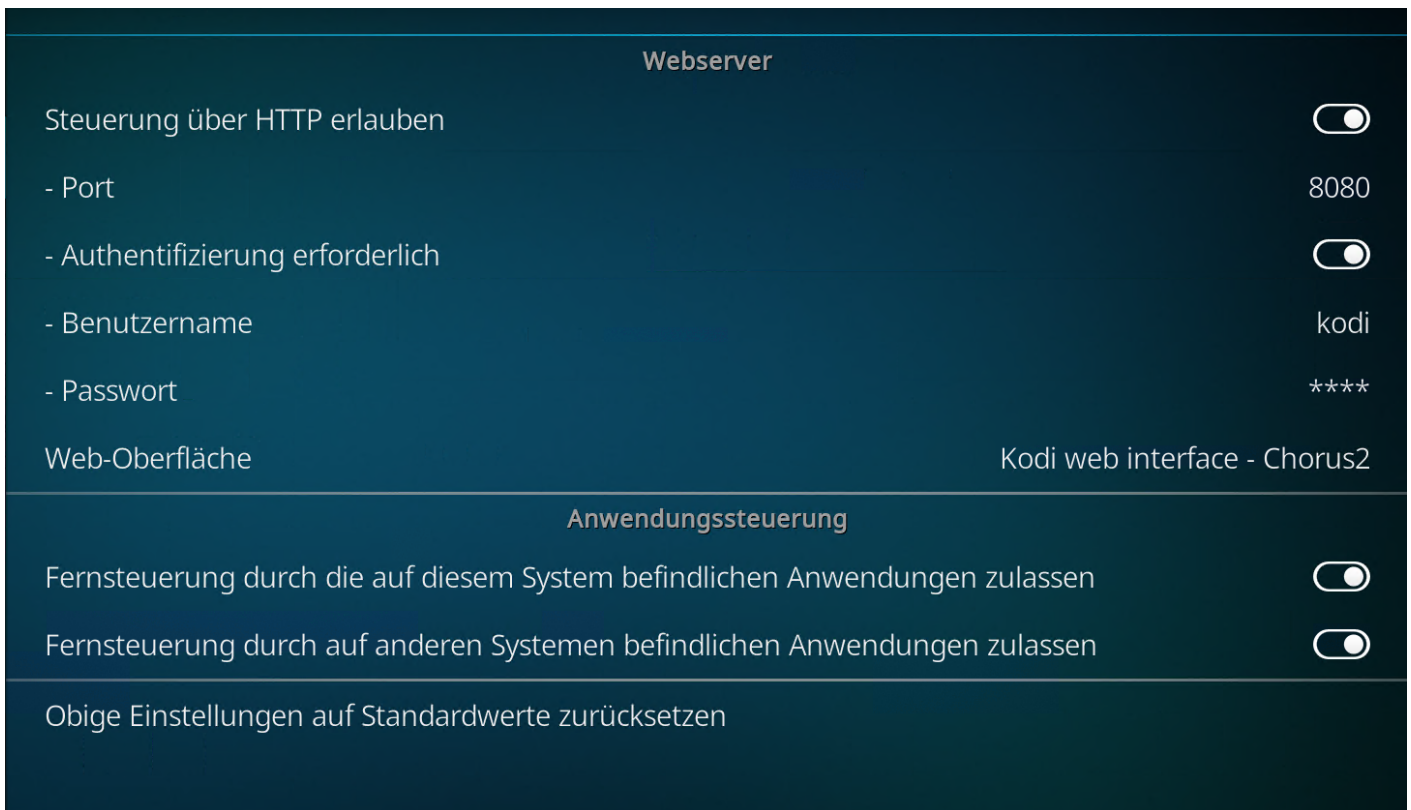 Webserver
Steuerung über HTTP erlauben
- Port 8080
- Authentifizierung erforderlich
- Benutzername kodi
- Passwort ****
Web-Oberfläche Kodi web interface - Chorus2
Anwendungssteuerung
Fernsteuerung durch die auf diesem System befindlichen Anwendungen zulassen
Fernsteuerung durch auf anderen Systemen befindlichen Anwendungen zulassen
Obige Einstellungen auf Standardwerte zurücksetzen